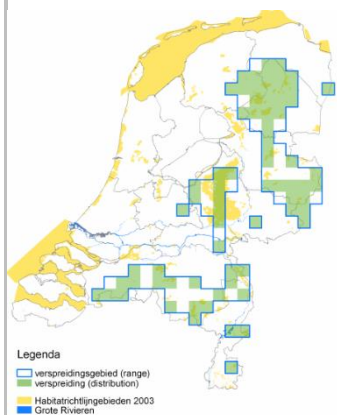 Legenda
verspreidingsgebied (range)
verspreiding (distribution)
Habitatrichtlijngebieden 2003
Grote Rivieren